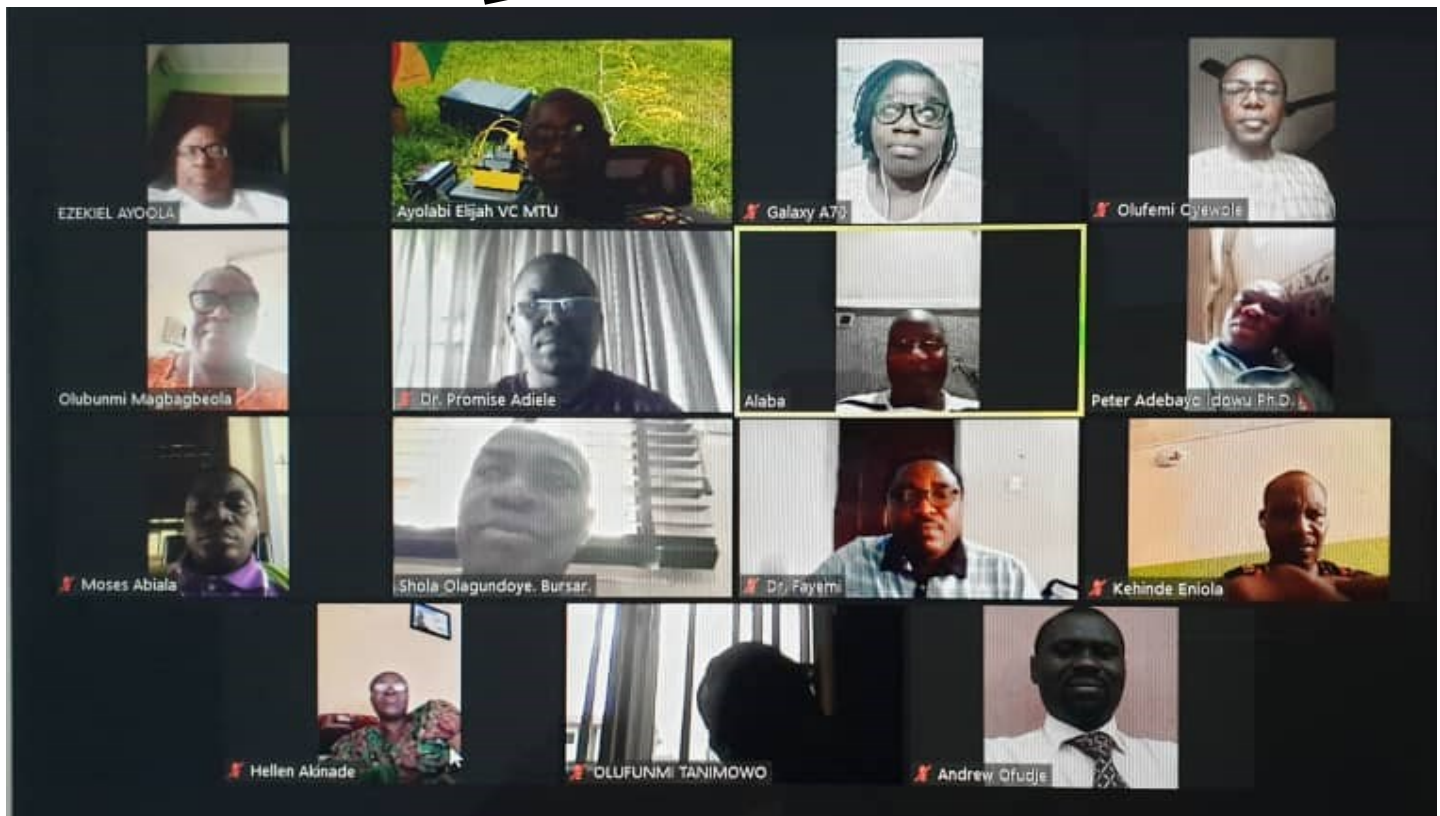 EZEKIEL AYOOLA
Ayolabi Elijah VC MTU
Galaxy A70
Olufemi Oyewole
Olubunmi Magbagbeola
Dr. Promise Adiele
Alaba
Peter Adebayo Idowu Ph.D.
Moses Abiala
Shola Olagundoye. Bursar.
Dr. Fayemi
Kehinde Eniola
Hellen Akinade
OLUFUNMI TANIMOWO
Andrew Ofudje